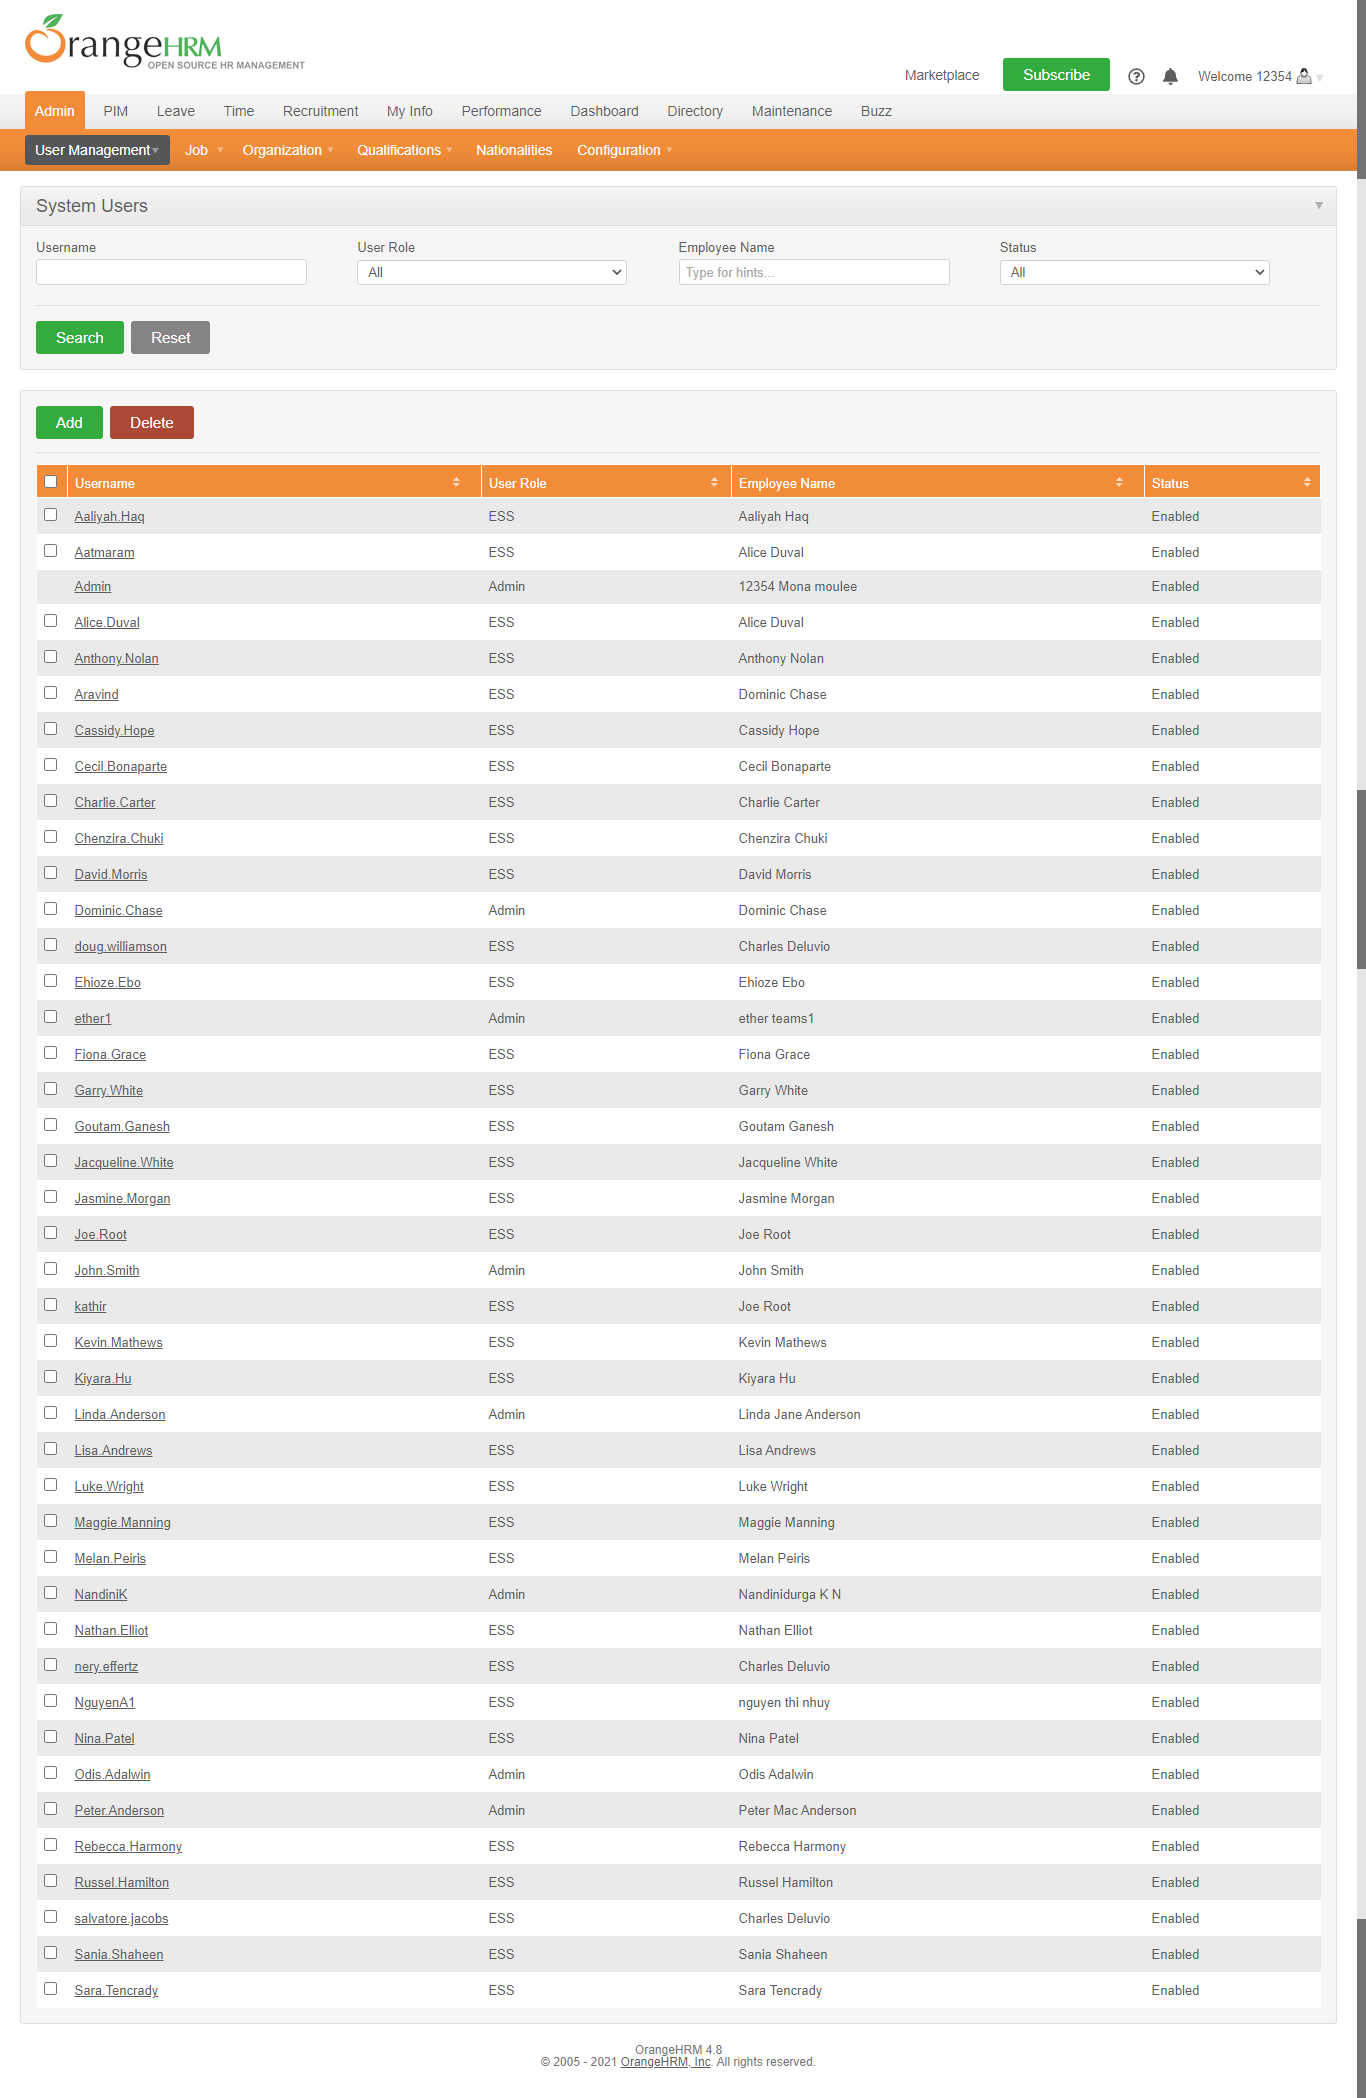 OrangeHRM
OPEN SOURCE HR MANAGEMENT
Marketplace Subscribe ? Welcome 12354
Admin PIM Leave Time Recruitment My Info Performance Dashboard Directory Maintenance Buzz
User Management Job Organization Qualifications Nationalities Configuration
System Users
Username User Role Employee Name Status
All Type for hints... All
Search Reset
Add Delete
Username User Role Employee Name Status
Aaliyah.Haq ESS Aaliyah Haq Enabled
Aatmaram ESS Alice Duval Enabled
Admin Admin 12354 Mona moulee Enabled
Alice.Duval ESS Alice Duval Enabled
Anthony.Nolan ESS Anthony Nolan Enabled
Aravind ESS Dominic Chase Enabled
Cassidy.Hope ESS Cassidy Hope Enabled
Cecil.Bonaparte ESS Cecil Bonaparte Enabled
Charlie.Carter ESS Charlie Carter Enabled
Chenzira.Chuki ESS Chenzira Chuki Enabled
David.Morris ESS David Morris Enabled
Dominic.Chase Admin Dominic Chase Enabled
doug.williamson ESS Charles Deluvio Enabled
Ehioze.Ebo ESS Ehioze Ebo Enabled
ether1 Admin ether teams1 Enabled
Fiona.Grace ESS Fiona Grace Enabled
Garry.White ESS Garry White Enabled
Goutam.Ganesh ESS Goutam Ganesh Enabled
Jacqueline.White ESS Jacqueline White Enabled
Jasmine.Morgan ESS Jasmine Morgan Enabled
Joe.Root ESS Joe Root Enabled
John.Smith Admin John Smith Enabled
kathir ESS Joe Root Enabled
Kevin.Mathews ESS Kevin Mathews Enabled
Kiyara.Hu ESS Kiyara Hu Enabled
Linda.Anderson Admin Linda Jane Anderson Enabled
Lisa.Andrews ESS Lisa Andrews Enabled
Luke.Wright ESS Luke Wright Enabled
Maggie.Manning ESS Maggie Manning Enabled
Melan.Peiris ESS Melan Peiris Enabled
NandiniK Admin Nandinidurga K N Enabled
Nathan.Elliot ESS Nathan Elliot Enabled
nery.effertz ESS Charles Deluvio Enabled
NguyenA1 ESS nguyen thi nhuy Enabled
Nina.Patel ESS Nina Patel Enabled
Odis.Adalwin Admin Odis Adalwin Enabled
Peter.Anderson Admin Peter Mac Anderson Enabled
Rebecca.Harmony ESS Rebecca Harmony Enabled
Russel.Hamilton ESS Russel Hamilton Enabled
salvatore.jacobs ESS Charles Deluvio Enabled
Sania.Shaheen ESS Sania Shaheen Enabled
Sara.Tencrady ESS Sara Tencrady Enabled
OrangeHRM 4.8
© 2005 - 2021 OrangeHRM, Inc. All rights reserved.